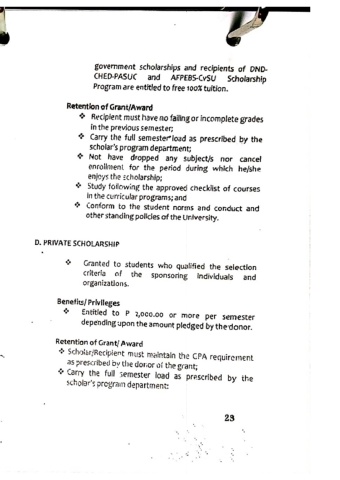 government scholarships and recipients of DND-
CHED-PASUC and AFPEBS-CvSU Scholarship
Program are entitled to free 100% tuition.
Retention of Grant/Award
❖ Recipient must have no failing or incomplete grades
in the previous semester;
❖ Carry the full semester load as prescribed by the
scholar's program department;
❖ Not have dropped any subject/s nor cancel
enrollment for the period during which he/she
enjoys the scholarship;
❖ Study following the approved checklist of courses
in the curricular programs; and
❖ Conform to the student norms and conduct and
other standing policies of the University.
D. PRIVATE SCHOLARSHIP
❖ Granted to students who qualified the selection
criteria of the sponsoring individuals and
organizations.
Benefits/ Privileges
❖ Entitled to P 2,000.00 or more per semester
depending upon the amount pledged by the donor.
Retention of Grant/ Award
❖ Scholar/Recipient must maintain the GPA requirement
as prescribed by the donor of the grant;
❖ Carry the full semester load as prescribed by the
scholar's program department;
23